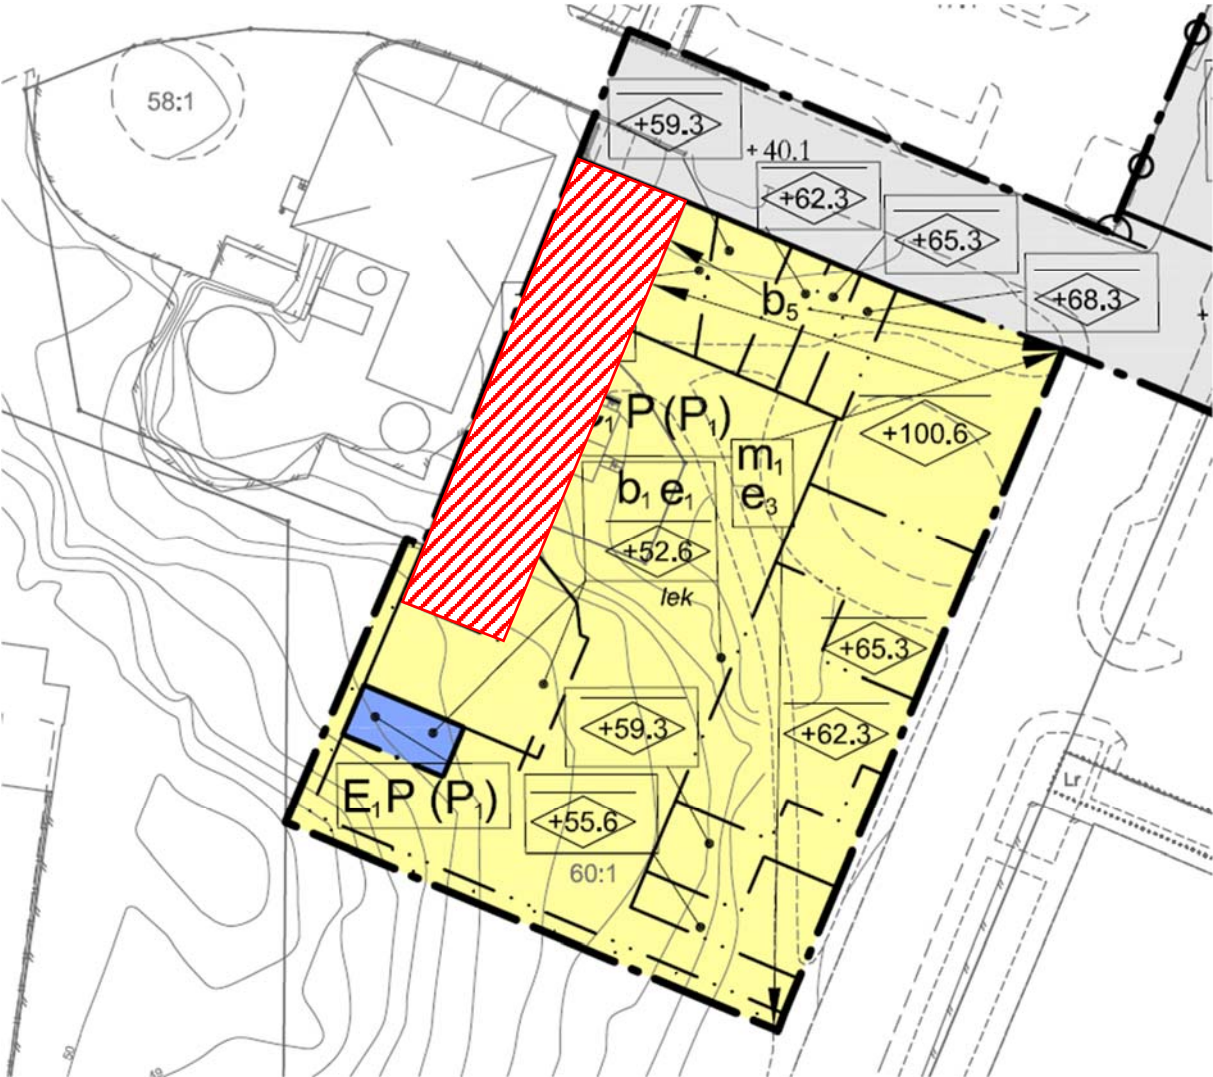 58:1
+59.3
+ 40.1
+62.3
+65.3
+68.3
b5
P(P1)
+100.6
m1
e3
b1 e1
+52.6
lek
+65.3
+59.3
+62.3
E1P (P1)
+55.6
60:1
Lr
50